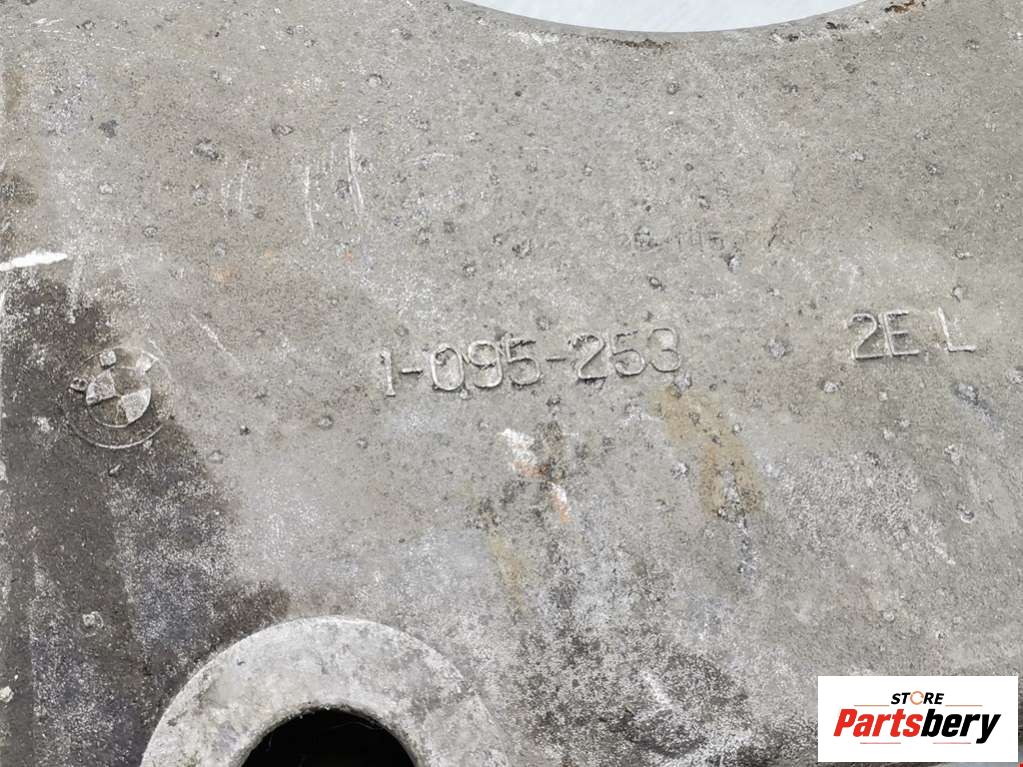 1-095-253 2E L
STORE
Partsbery